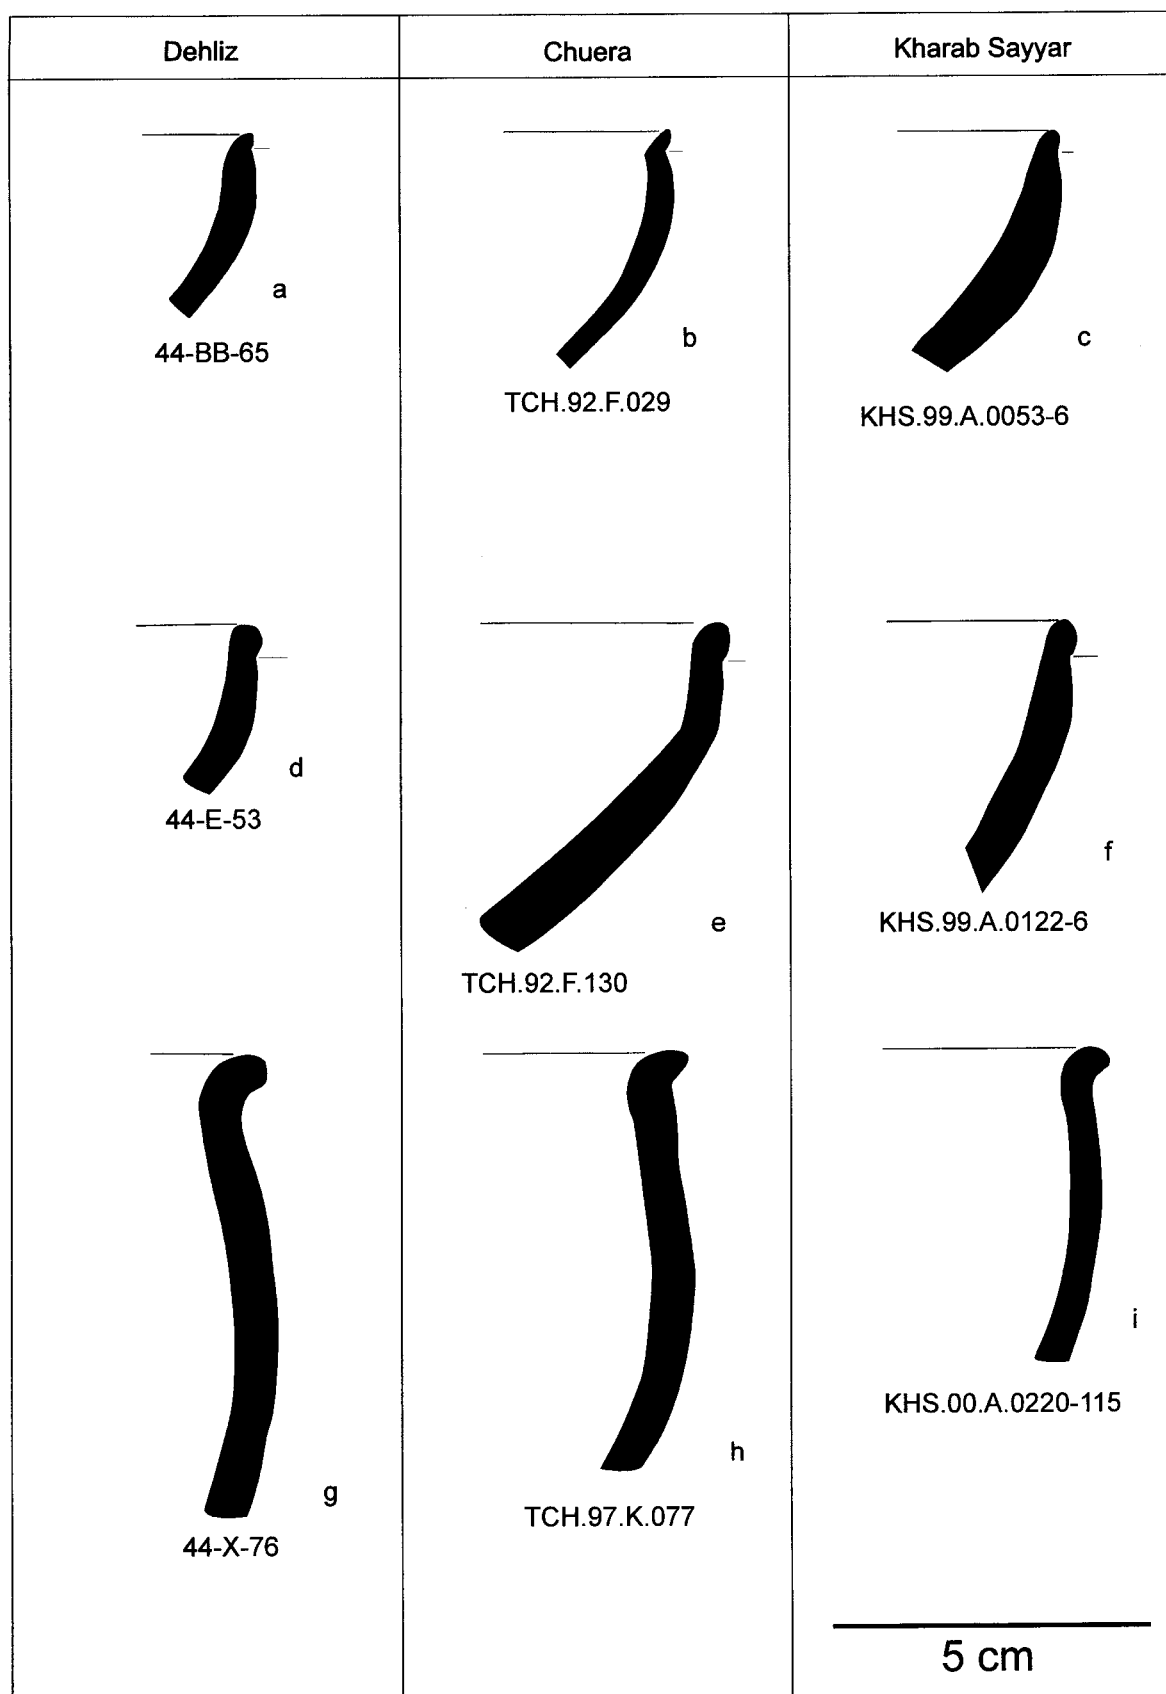 Dehliz
Chuera
Kharab Sayyar
a
44-BB-65
b
TCH.92.F.029
c
KHS.99.A.0053-6
d
44-E-53
e
TCH.92.F.130
f
KHS.99.A.0122-6
g
44-X-76
h
TCH.97.K.077
i
KHS.00.A.0220-115
5 cm